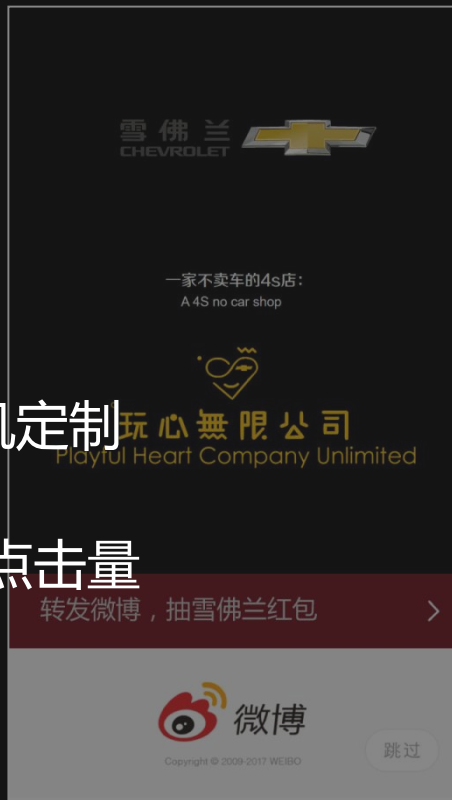 雪佛兰
CHEVROLET
一家不卖车的4s店:
A 4S no car shop
机定制
玩心無限公司
Playful Heart Company Unlimited
点击量
转发微博，抽雪佛兰红包
微博
Copyright © 2009-2017 WEIBO
跳过